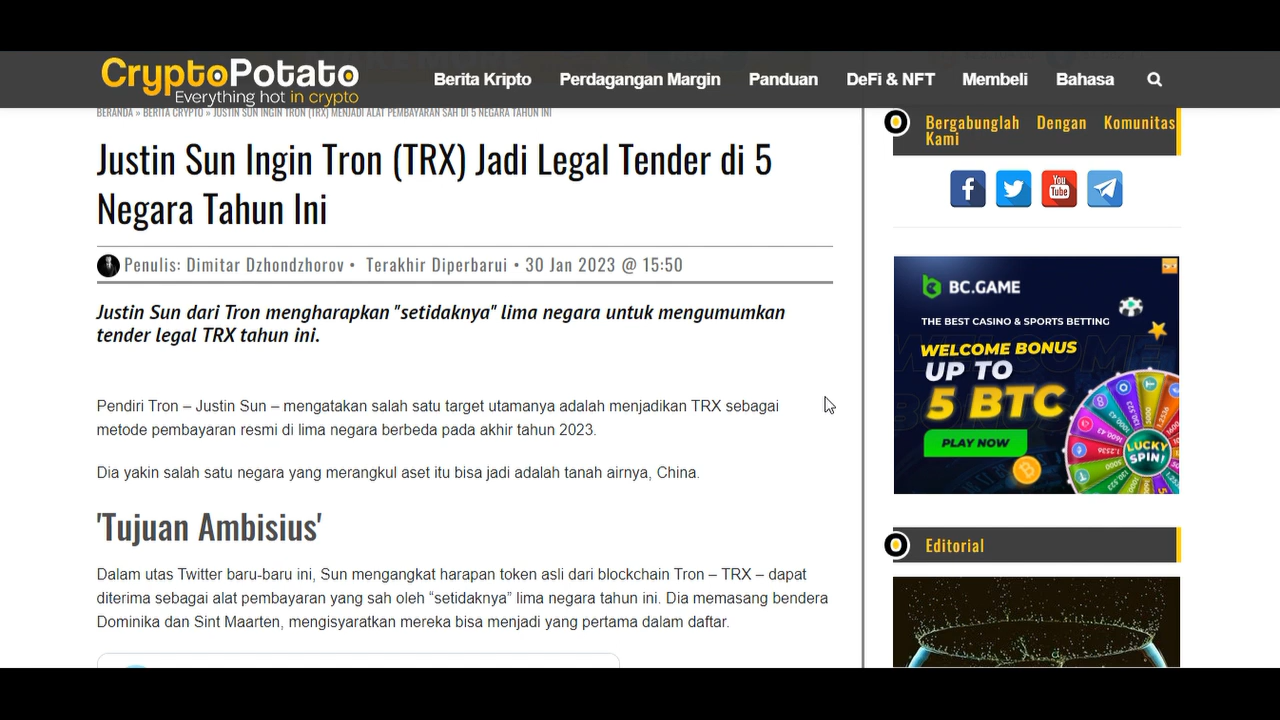 CryptoPotato
Everything hot in crypto
Berita Kripto
Perdagangan Margin
Panduan
DeFi & NFT
Membeli
Bahasa
BERANDA » BERITA CRYPTO » JUSTIN SUN INGIN TRON (TRX) MENJADI ALAT PEMBAYARAN SAH DI 5 NEGARA TAHUN INI
Justin Sun Ingin Tron (TRX) Jadi Legal Tender di 5
Negara Tahun Ini
Penulis: Dimitar Dzhondzhorov • Terakhir Diperbarui • 30 Jan 2023 @ 15:50
Justin Sun dari Tron mengharapkan "setidaknya" lima negara untuk mengumumkan
tender legal TRX tahun ini.
Pendiri Tron – Justin Sun – mengatakan salah satu target utamanya adalah menjadikan TRX sebagai
metode pembayaran resmi di lima negara berbeda pada akhir tahun 2023.
Dia yakin salah satu negara yang merangkul aset itu bisa jadi adalah tanah airnya, China.
'Tujuan Ambisius'
Dalam utas Twitter baru-baru ini, Sun mengangkat harapan token asli dari blockchain Tron – TRX – dapat
diterima sebagai alat pembayaran yang sah oleh “setidaknya” lima negara tahun ini. Dia memasang bendera
Dominika dan Sint Maarten, mengisyaratkan mereka bisa menjadi yang pertama dalam daftar.
Bergabunglah Dengan Komunitas
Kami
You
Tube
BC.GAME
THE BEST CASINO & SPORTS BETTING
WELCOME BONUS
UP TO
5 BTC
PLAY NOW
LUCKY
SPIN!
Editorial